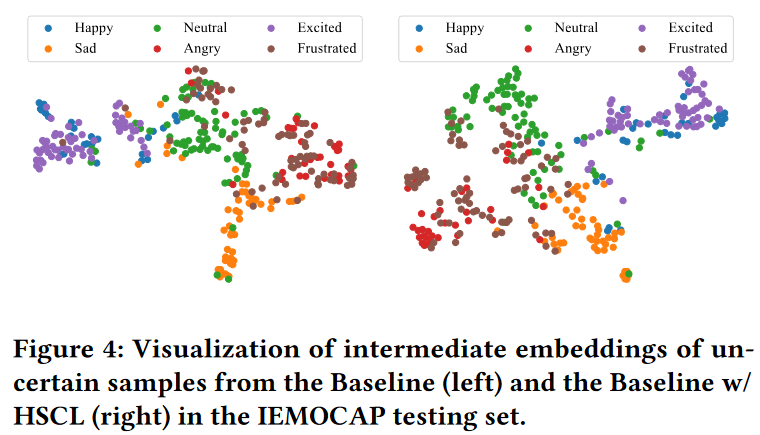 Happy Neutral Excited
Sad Angry Frustrated
Happy Neutral Excited
Sad Angry Frustrated
Figure 4: Visualization of intermediate embeddings of un-
certain samples from the Baseline (left) and the Baseline w/
HSCL (right) in the IEMOCAP testing set.